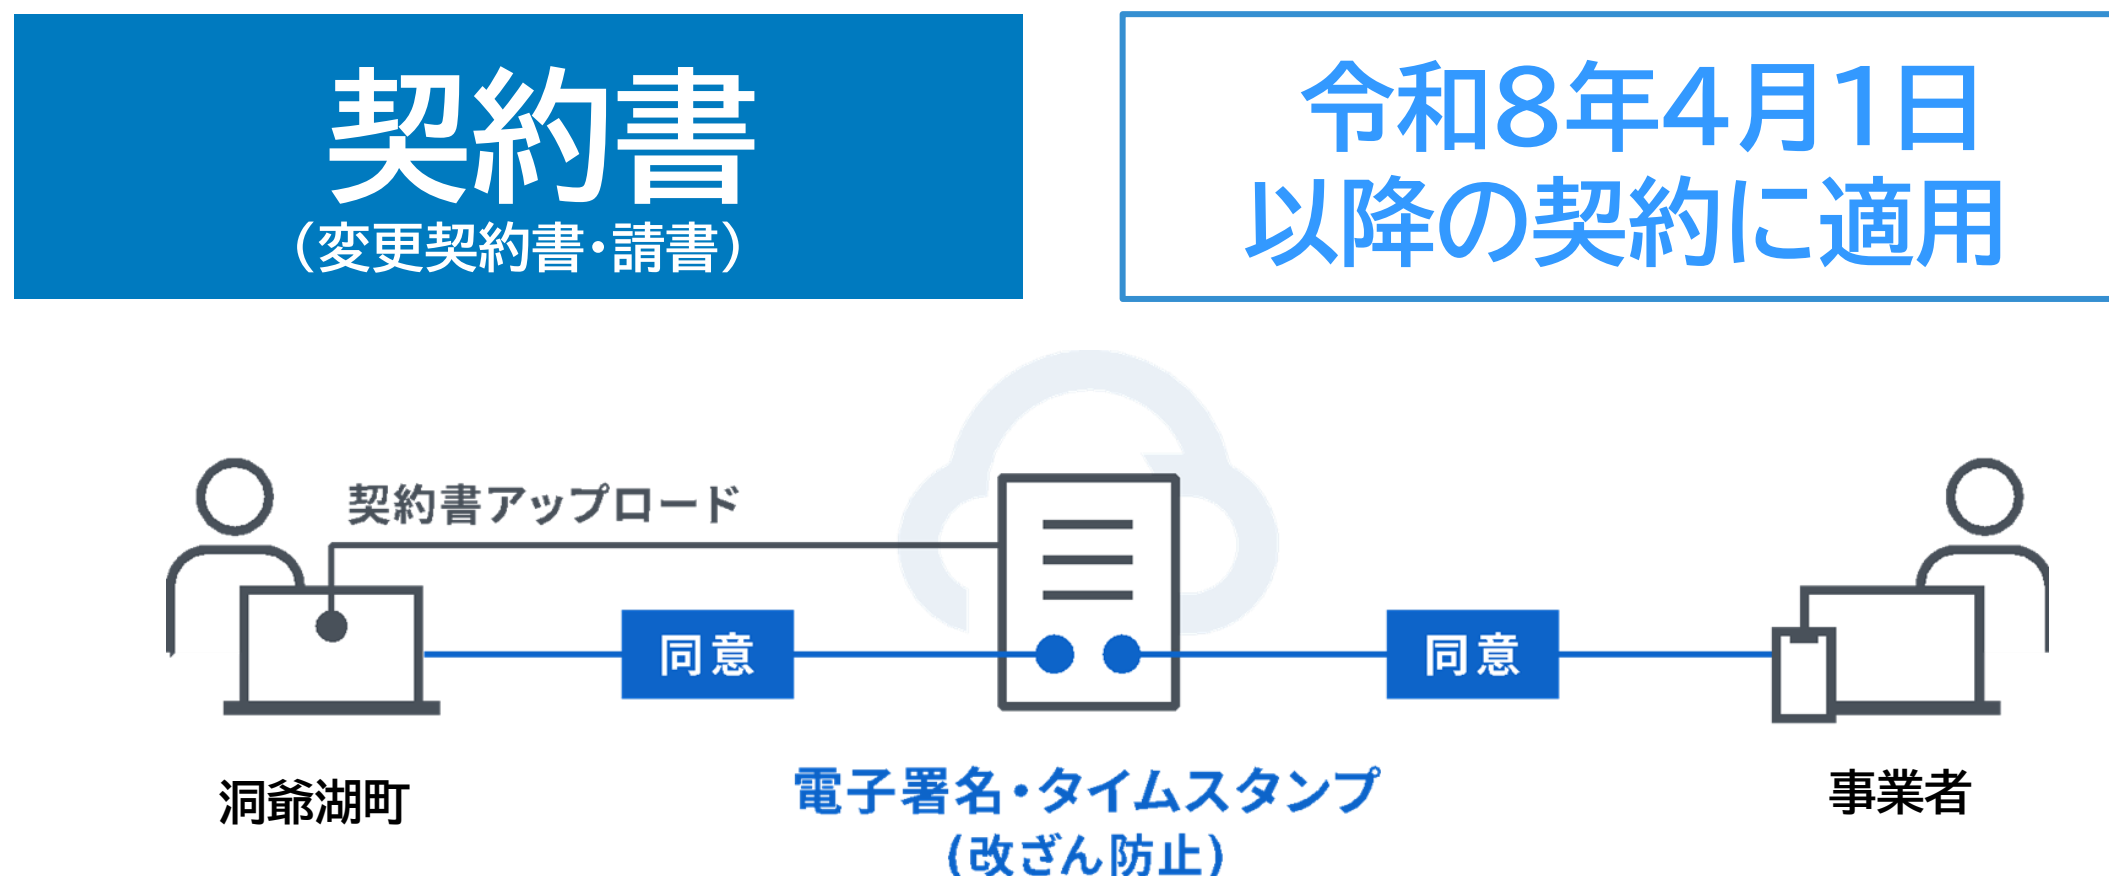 契約書
（変更契約書・請書）
令和8年4月1日
以降の契約に適用
契約書アップロード
同意
同意
洞爺湖町
電子署名・タイムスタンプ
(改ざん防止)
事業者